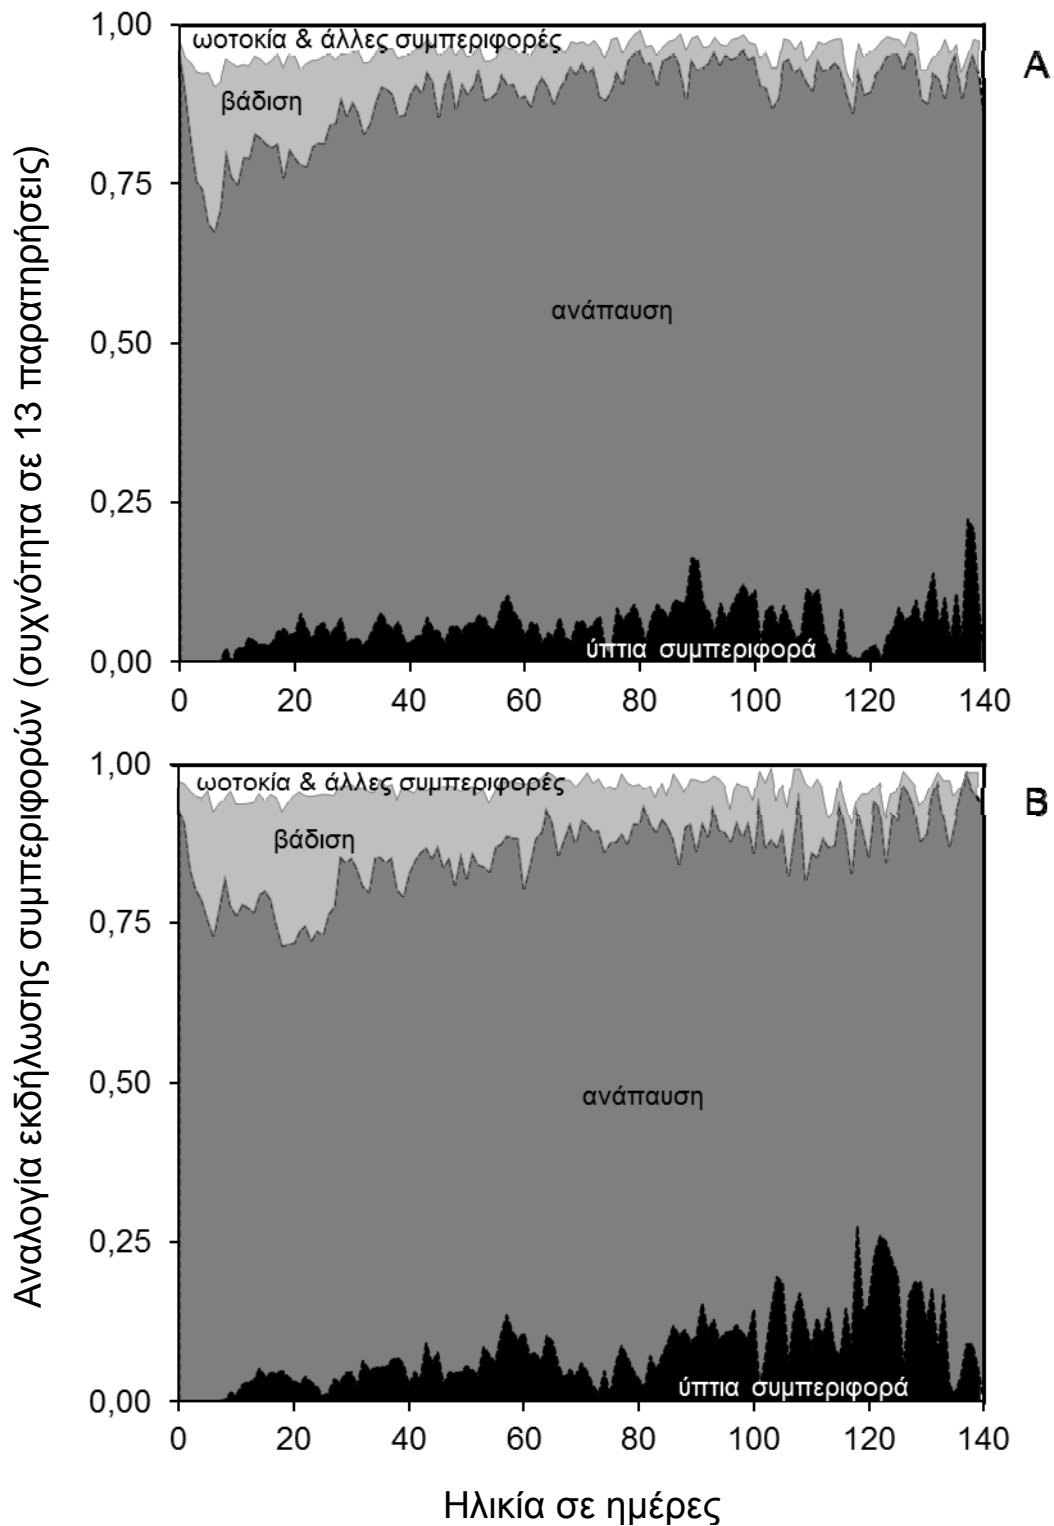 Αναλογία εκδήλωσης συμπεριφορών (συχνότητα σε 13 παρατηρήσεις)
1,00
0,75
0,50
0,25
0,00
ωοτοκία & άλλες συμπεριφορές
βάδιση
ανάπαυση
ύπτια συμπεριφορά
A
0 20 40 60 80 100 120 140
1,00
0,75
0,50
0,25
0,00
ωοτοκία & άλλες συμπεριφορές
βάδιση
ανάπαυση
ύπτια συμπεριφορά
B
0 20 40 60 80 100 120 140
Ηλικία σε ημέρες